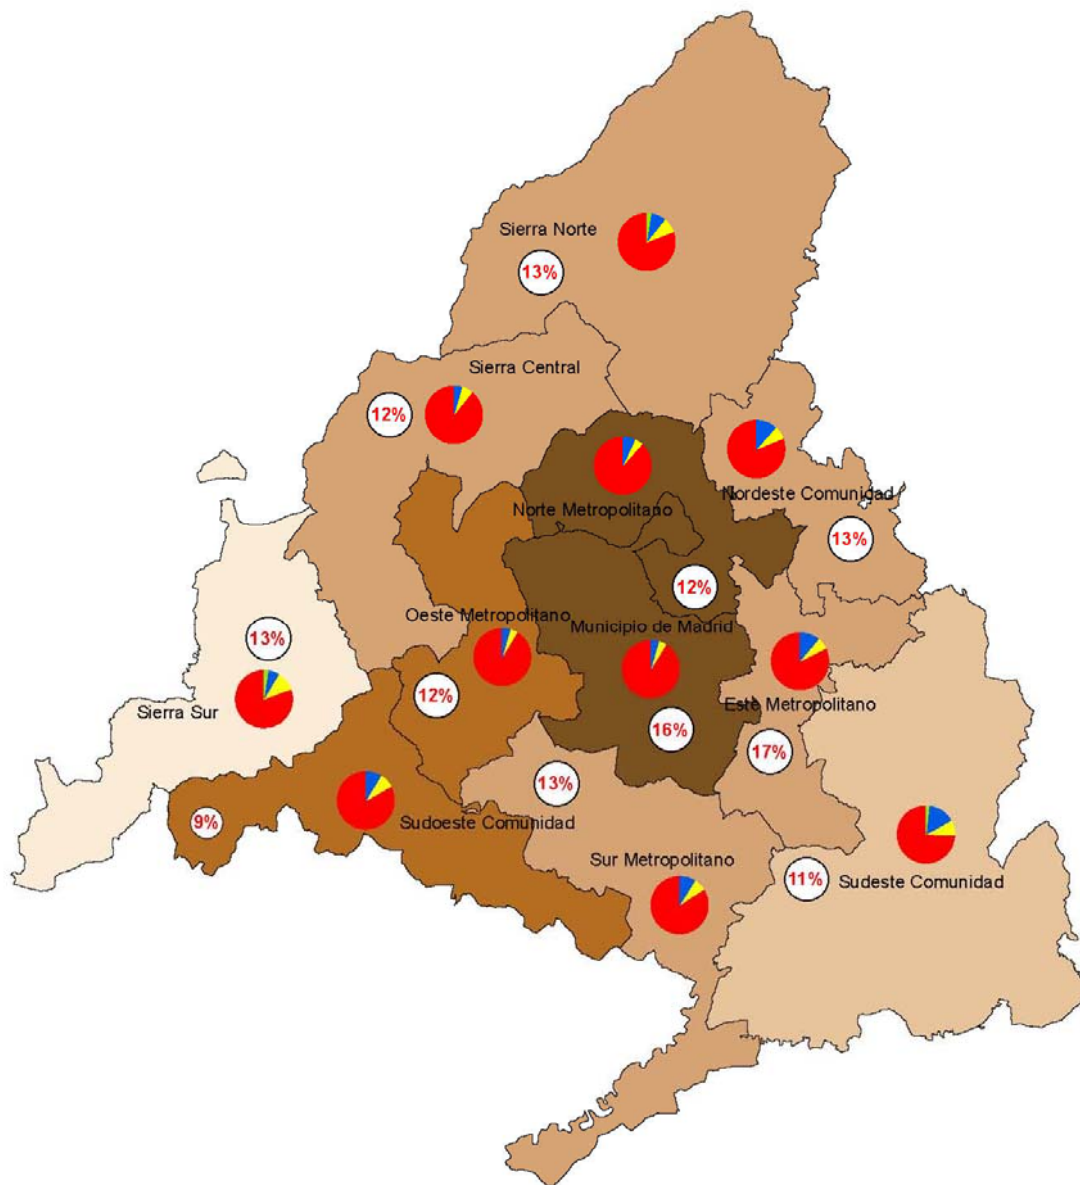 Sierra Norte
13%
Sierra Central
12%
Nordeste Comunidad
13%
Norte Metropolitano
12%
Oeste Metropolitano
12%
Municipio de Madrid
16%
13%
Sierra Sur
Este Metropolitano
17%
9%
Sudoeste Comunidad
13%
Sur Metropolitano
11%
Sudeste Comunidad